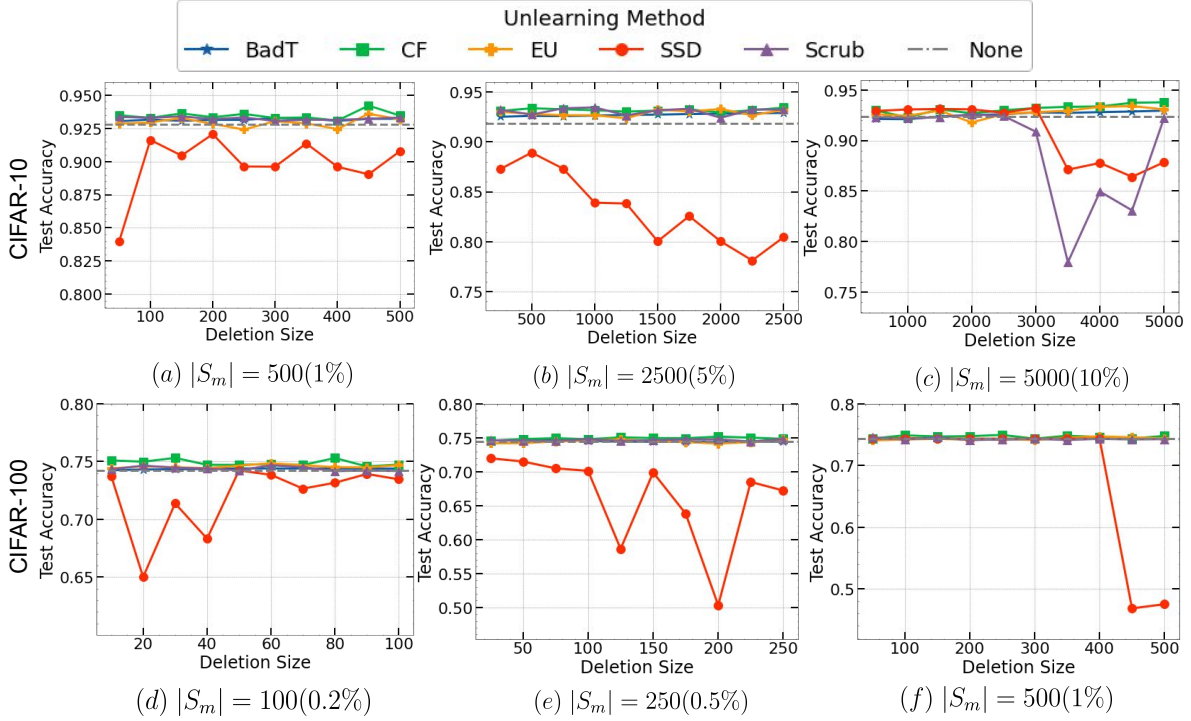 Unlearning Method
BadT CF EU SSD Scrub None
CIFAR-10
Test Accuracy
0.950
0.925
0.900
0.875
0.850
0.825
0.800
100 200 300 400 500
Deletion Size
(a) |S_m| = 500(1%)
Test Accuracy
0.95
0.90
0.85
0.80
0.75
500 1000 1500 2000 2500
Deletion Size
(b) |S_m| = 2500(5%)
Test Accuracy
0.95
0.90
0.85
0.80
0.75
1000 2000 3000 4000 5000
Deletion Size
(c) |S_m| = 5000(10%)
CIFAR-100
Test Accuracy
0.80
0.75
0.70
0.65
20 40 60 80 100
Deletion Size
(d) |S_m| = 100(0.2%)
Test Accuracy
0.80
0.75
0.70
0.65
0.60
0.55
0.50
50 100 150 200 250
Deletion Size
(e) |S_m| = 250(0.5%)
Test Accuracy
0.8
0.7
0.6
0.5
100 200 300 400 500
Deletion Size
(f) |S_m| = 500(1%)